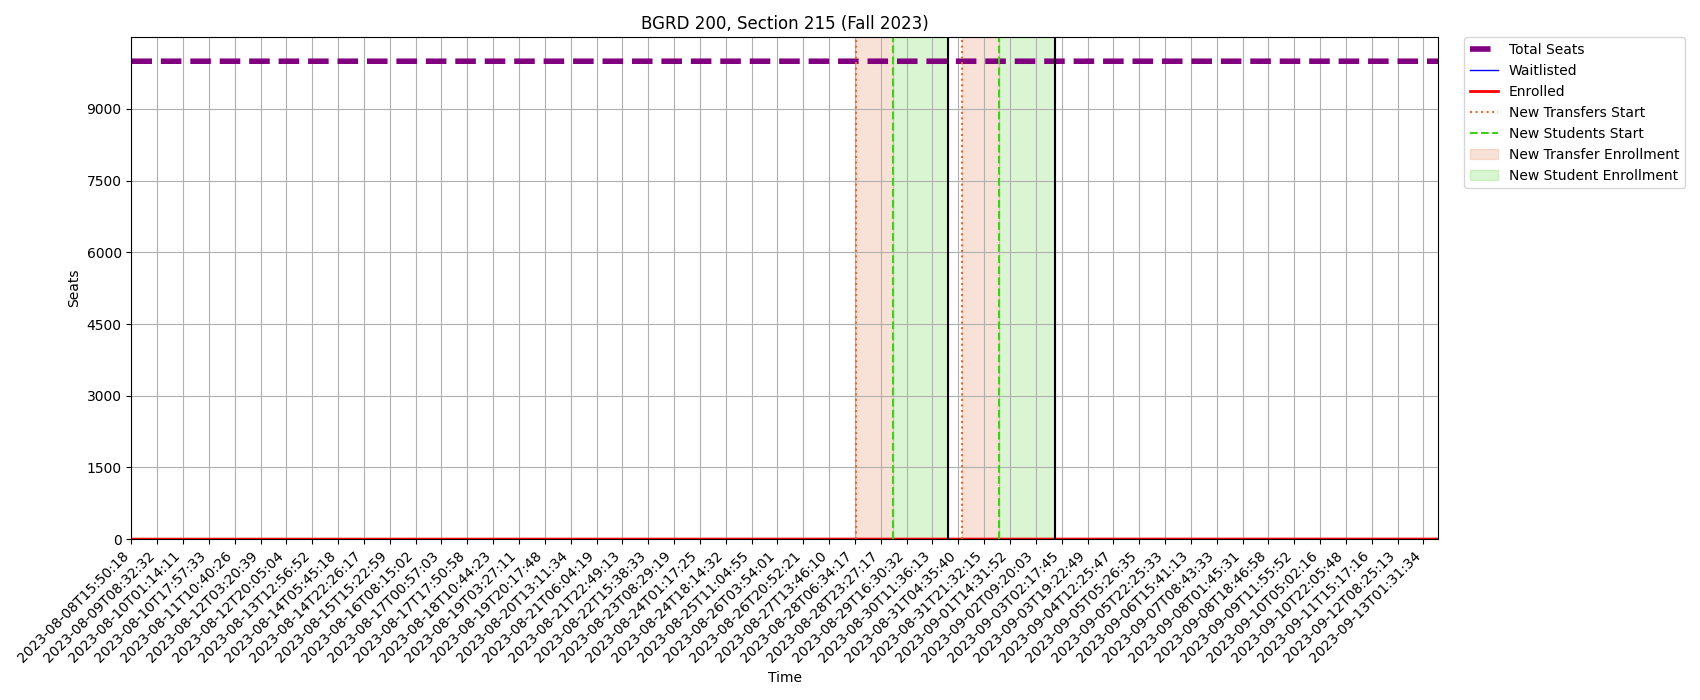 BGRD 200, Section 215 (Fall 2023)
Total Seats
Waitlisted
Enrolled
New Transfers Start
New Students Start
New Transfer Enrollment
New Student Enrollment
Seats
9000
7500
6000
4500
3000
1500
0
2023-08-08T15:50:18
2023-08-09T08:32:32
2023-08-10T01:14:11
2023-08-10T17:57:33
2023-08-11T10:40:26
2023-08-12T03:20:39
2023-08-12T20:05:04
2023-08-13T12:56:52
2023-08-14T05:45:18
2023-08-14T22:26:17
2023-08-15T15:22:59
2023-08-16T08:15:02
2023-08-17T00:57:03
2023-08-17T17:50:58
2023-08-18T10:44:23
2023-08-19T03:27:11
2023-08-19T20:17:48
2023-08-20T13:11:34
2023-08-21T06:04:19
2023-08-21T22:49:13
2023-08-22T15:38:33
2023-08-23T08:29:19
2023-08-24T01:17:25
2023-08-24T18:14:32
2023-08-25T11:04:55
2023-08-26T03:54:01
2023-08-26T20:52:21
2023-08-27T13:46:10
2023-08-28T06:34:17
2023-08-28T23:27:17
2023-08-29T16:30:32
2023-08-30T11:36:13
2023-08-31T04:35:40
2023-08-31T21:32:15
2023-09-01T14:31:52
2023-09-02T09:20:03
2023-09-03T02:17:45
2023-09-03T19:22:49
2023-09-04T12:25:47
2023-09-05T05:26:35
2023-09-05T22:25:33
2023-09-06T15:41:13
2023-09-07T08:43:33
2023-09-08T01:45:31
2023-09-08T18:46:58
2023-09-09T11:55:52
2023-09-10T05:02:16
2023-09-10T22:05:48
2023-09-11T15:17:16
2023-09-12T08:25:13
2023-09-13T01:31:34
Time